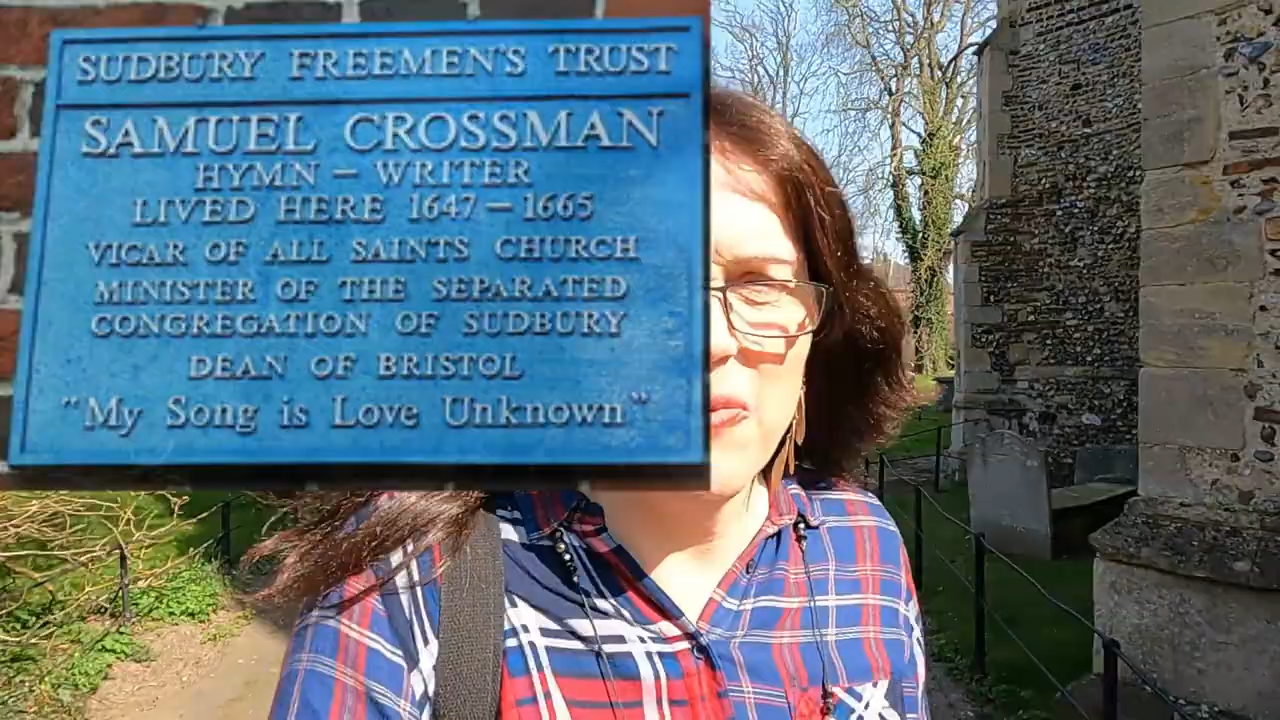 SUDBURY FREEMEN'S TRUST
SAMUEL CROSSMAN
HYMN – WRITER
LIVED HERE 1647 – 1665
VICAR OF ALL SAINTS CHURCH
MINISTER OF THE SEPARATED
CONGREGATION OF SUDBURY
DEAN OF BRISTOL
"My Song is Love Unknown"